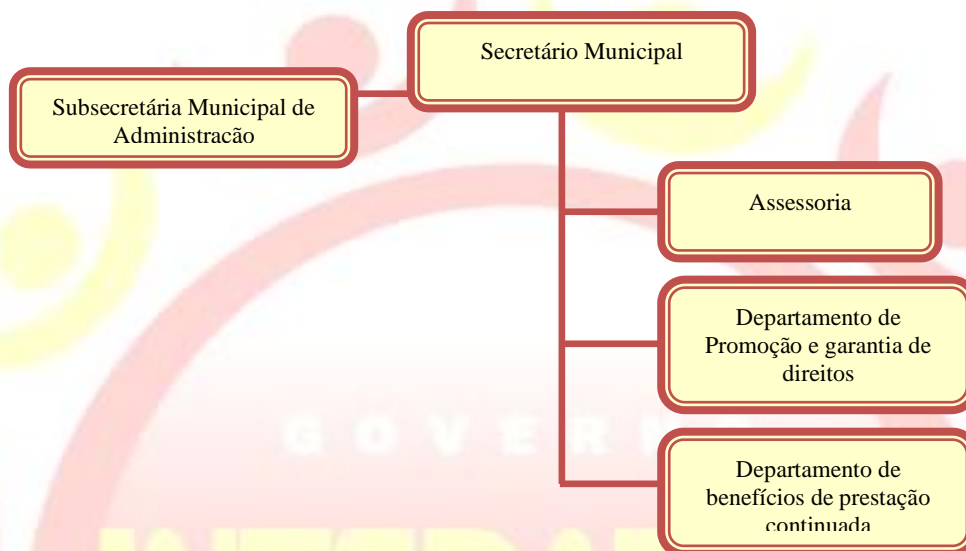 Secretário Municipal
Subsecretária Municipal de
Administracão
Assessoria
Departamento de
Promoção e garantia de
direitos
Departamento de
benefícios de prestação
continuada
GOVERN